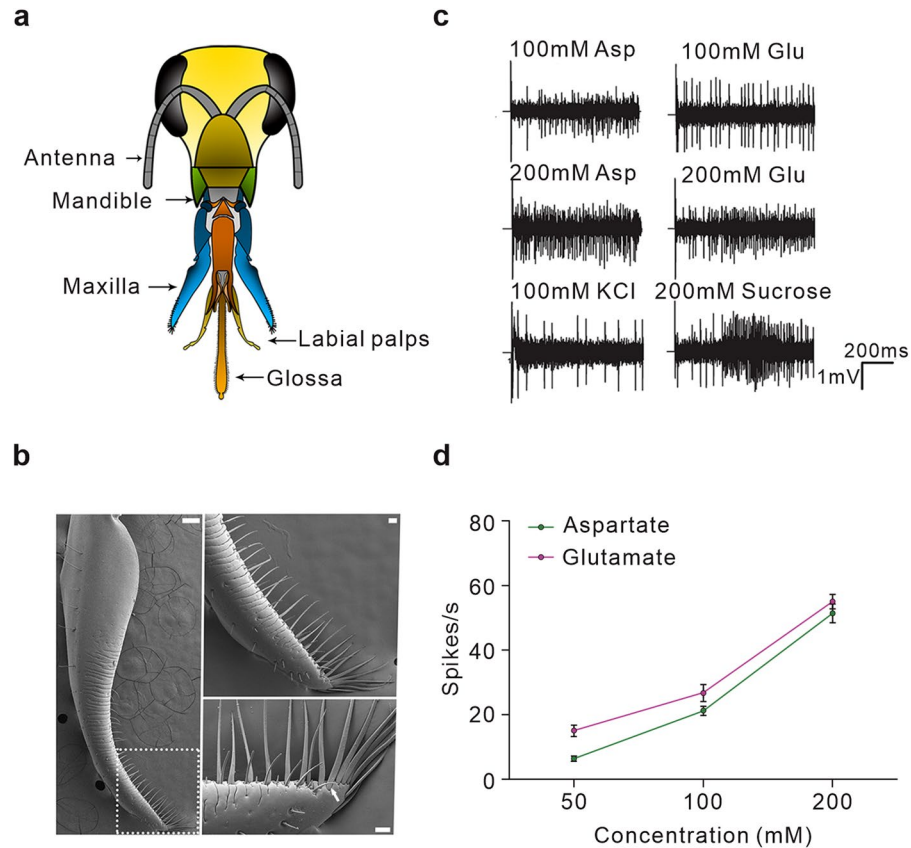 a
Antenna
Mandible
Maxilla
Labial palps
Glossa
b
c
100mM Asp
100mM Glu
200mM Asp
200mM Glu
100mM KCl
200mM Sucrose
200ms
1mV
d
80
60
40
20
0
Spikes/s
Aspartate
Glutamate
50
100
200
Concentration (mM)